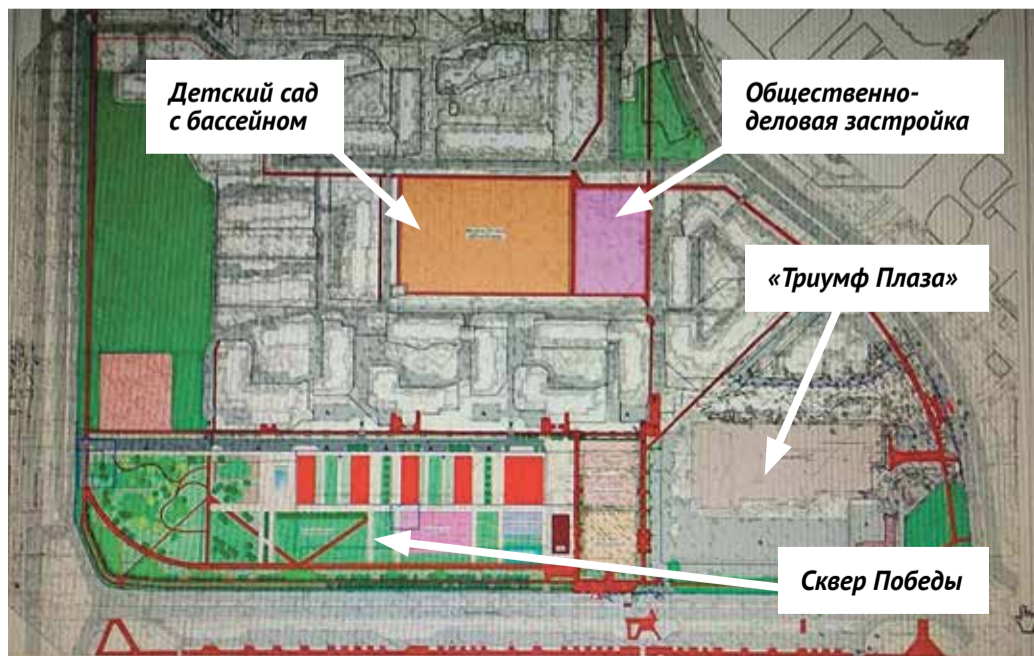 Детский сад
с бассейном
Общественно-
деловая застройка
«Триумф Плаза»
Сквер Победы